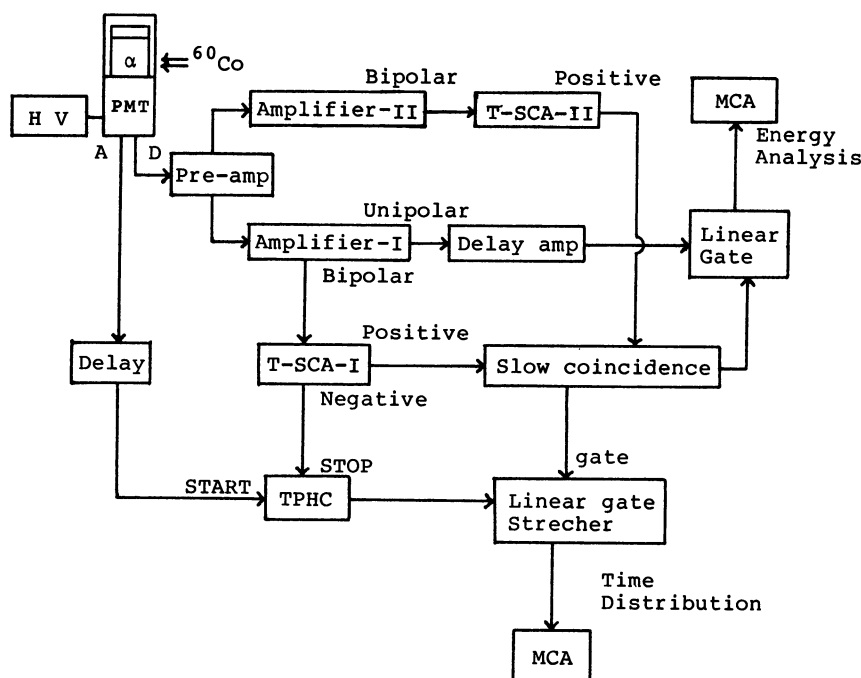 α
⁶⁰Co
PMT
H V
A
D
Pre-amp
Bipolar
Amplifier-II
Positive
T-SCA-II
MCA
Energy
Analysis
Unipolar
Amplifier-I
Delay amp
Linear
Gate
Bipolar
Delay
T-SCA-I
Positive
Slow coincidence
Negative
START
STOP
TPHC
gate
Linear gate
Strecher
Time
Distribution
MCA